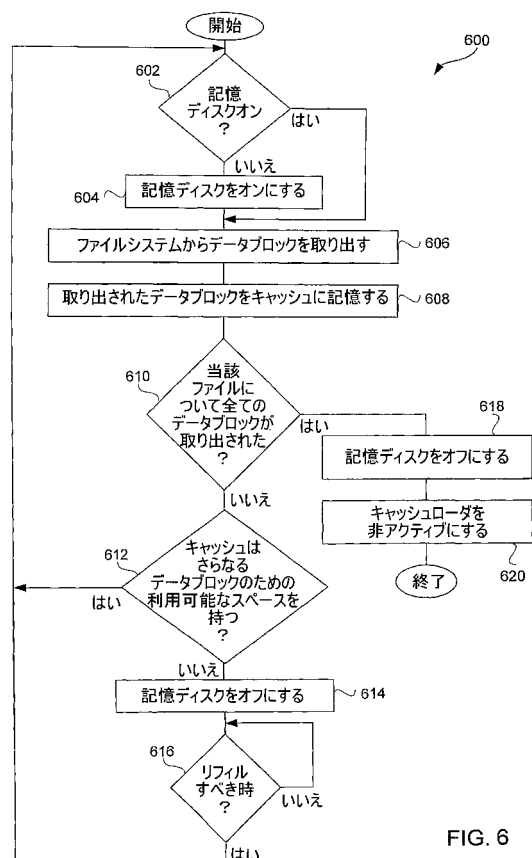 開始
600
602
記憶
ディスクオン
?
はい
いいえ
604
記憶ディスクをオンにする
ファイルシステムからデータブロックを取り出す
606
取り出されたデータブロックをキャッシュに記憶する
608
610
当該
ファイルに
ついて全ての
データブロックが
取り出された
?
はい
いいえ
618
記憶ディスクをオフにする
キャッシュローダを
非アクティブにする
620
終了
612
キャッシュは
さらなる
データブロックのための
利用可能なスペースを
持つ
?
はい
いいえ
記憶ディスクをオフにする
614
616
リフィル
すべき時
?
いいえ
はい
FIG. 6